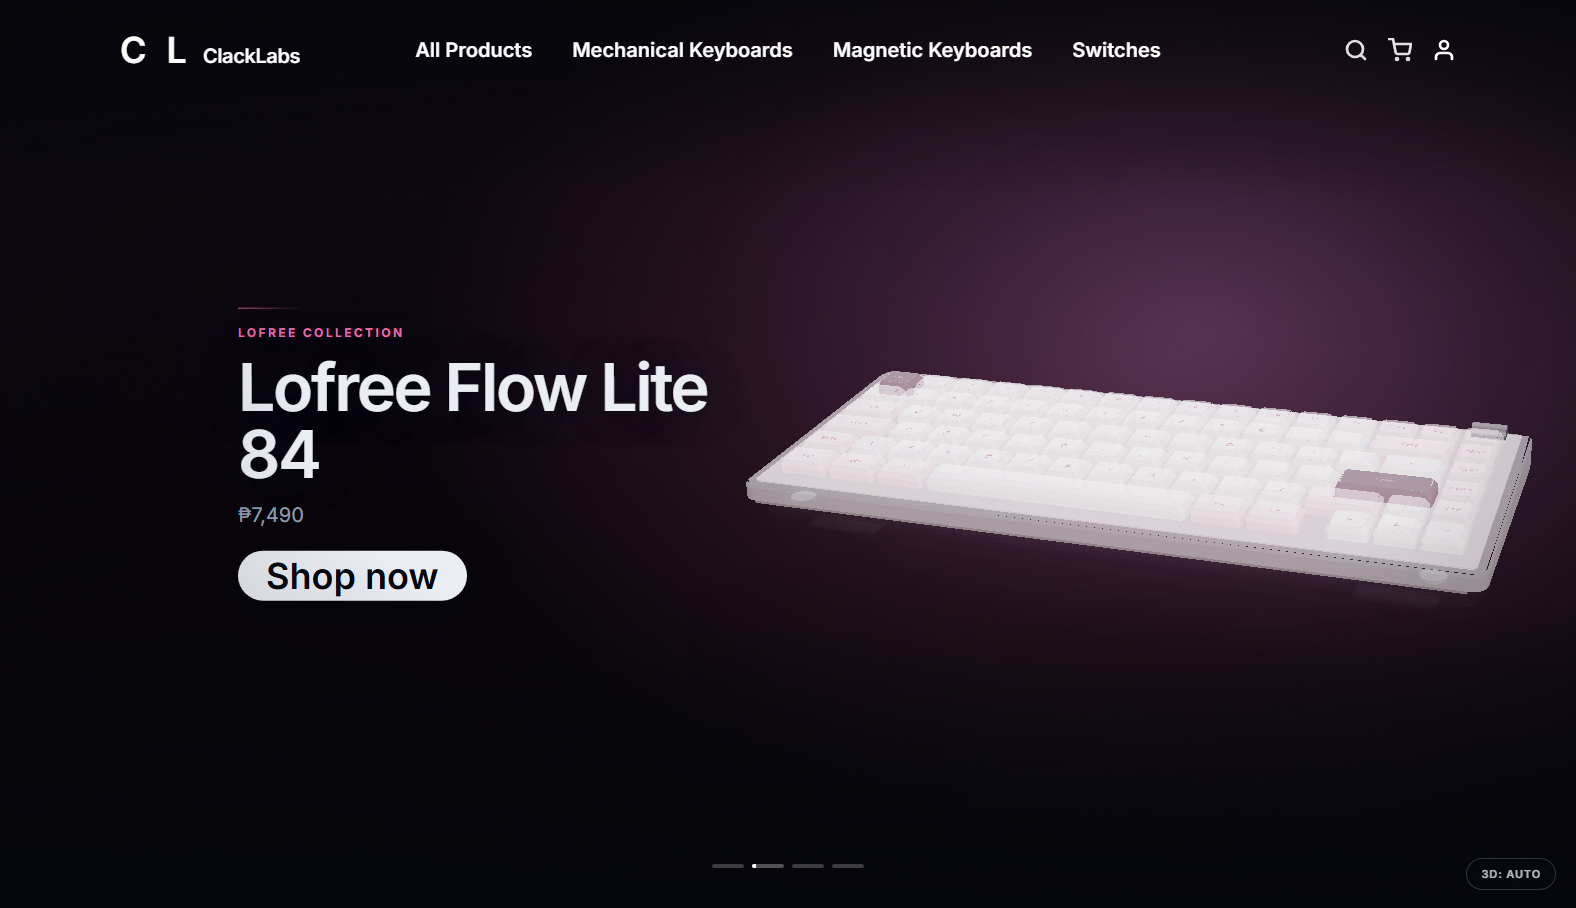 C L ClackLabs
All Products
Mechanical Keyboards
Magnetic Keyboards
Switches
LOFREE COLLECTION
Lofree Flow Lite
84
₱7,490
Shop now
3D: AUTO